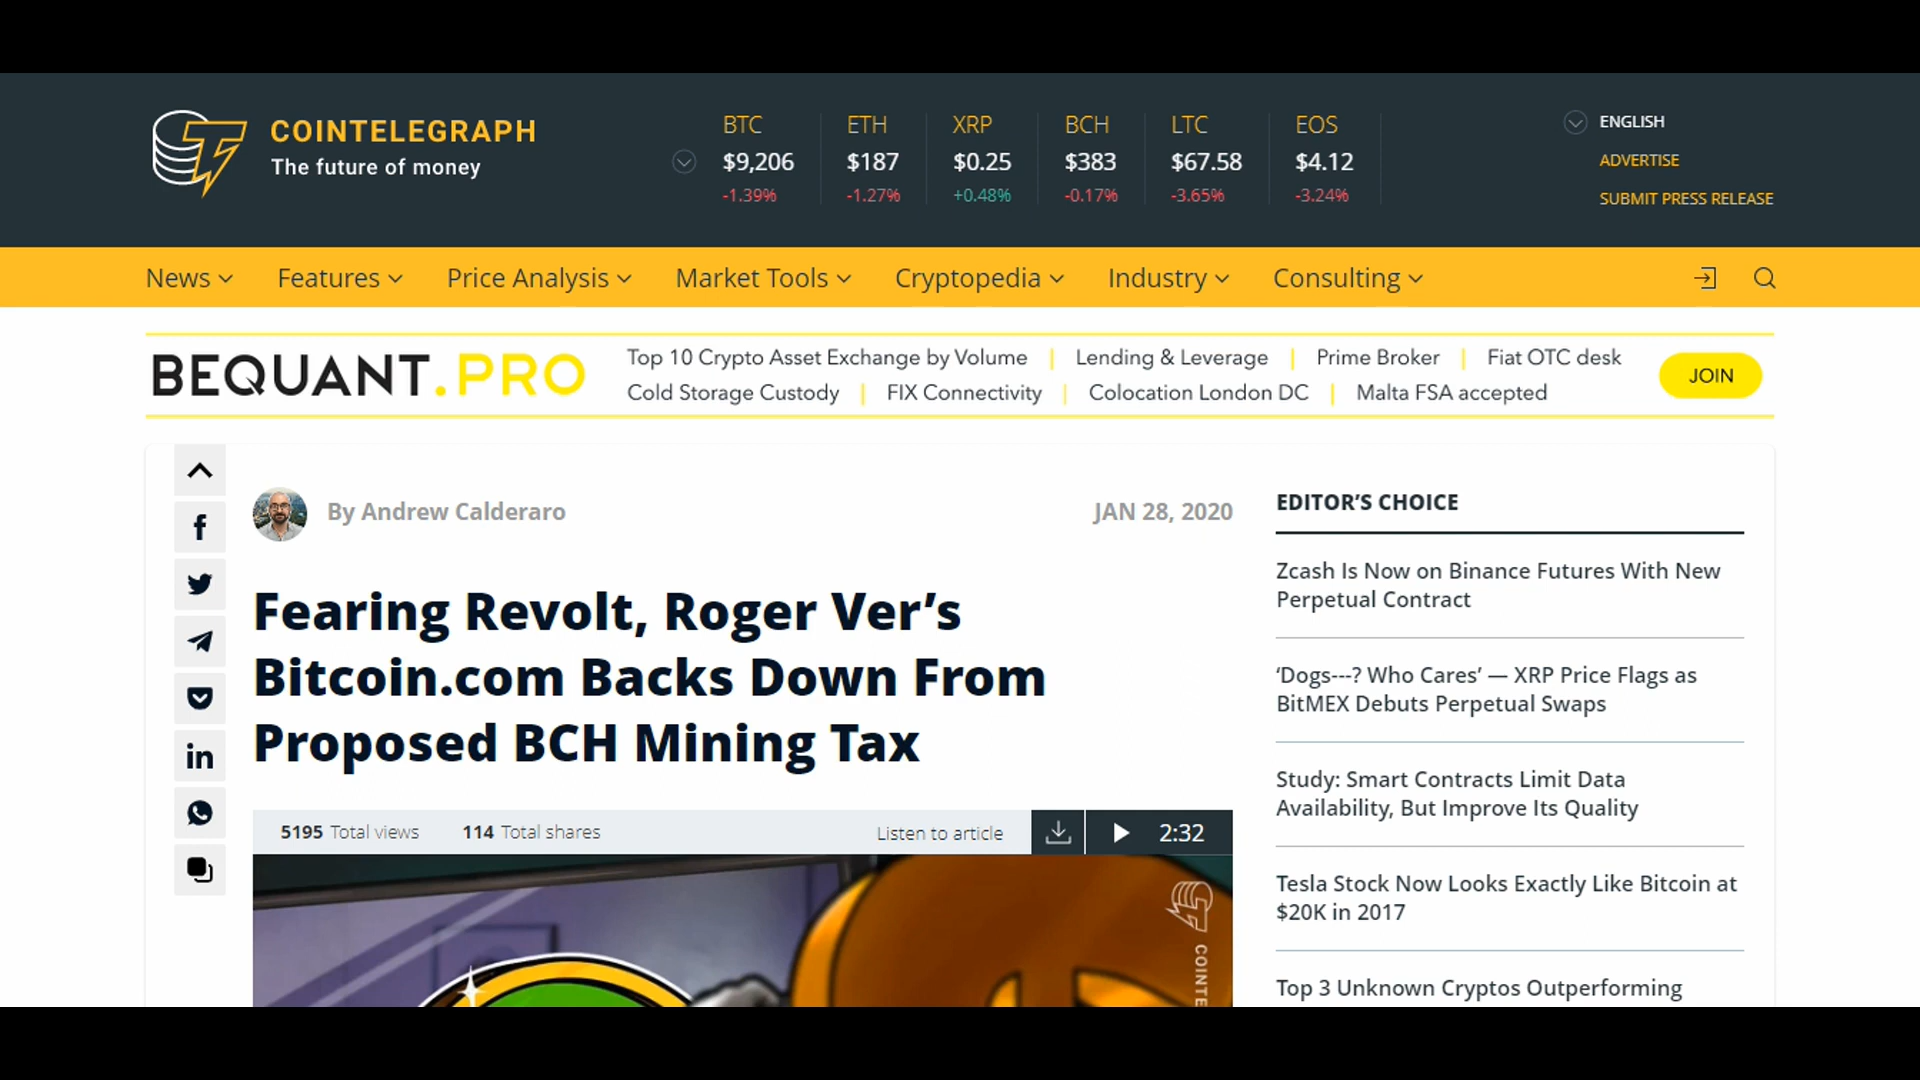 COINTELEGRAPH
The future of money
BTC
$9,206
-1.39%
ETH
$187
-1.27%
XRP
$0.25
+0.48%
BCH
$383
-0.17%
LTC
$67.58
-3.65%
EOS
$4.12
-3.24%
ENGLISH
ADVERTISE
SUBMIT PRESS RELEASE
News
Features
Price Analysis
Market Tools
Cryptopedia
Industry
Consulting
BEQUANT.PRO
Top 10 Crypto Asset Exchange by Volume | Lending & Leverage | Prime Broker | Fiat OTC desk
Cold Storage Custody | FIX Connectivity | Colocation London DC | Malta FSA accepted
JOIN
By Andrew Calderaro
JAN 28, 2020
Fearing Revolt, Roger Ver’s
Bitcoin.com Backs Down From
Proposed BCH Mining Tax
5195 Total views
114 Total shares
Listen to article
2:32
COINTE
EDITOR’S CHOICE
Zcash Is Now on Binance Futures With New
Perpetual Contract
‘Dogs---? Who Cares’ — XRP Price Flags as
BitMEX Debuts Perpetual Swaps
Study: Smart Contracts Limit Data
Availability, But Improve Its Quality
Tesla Stock Now Looks Exactly Like Bitcoin at
$20K in 2017
Top 3 Unknown Cryptos Outperforming